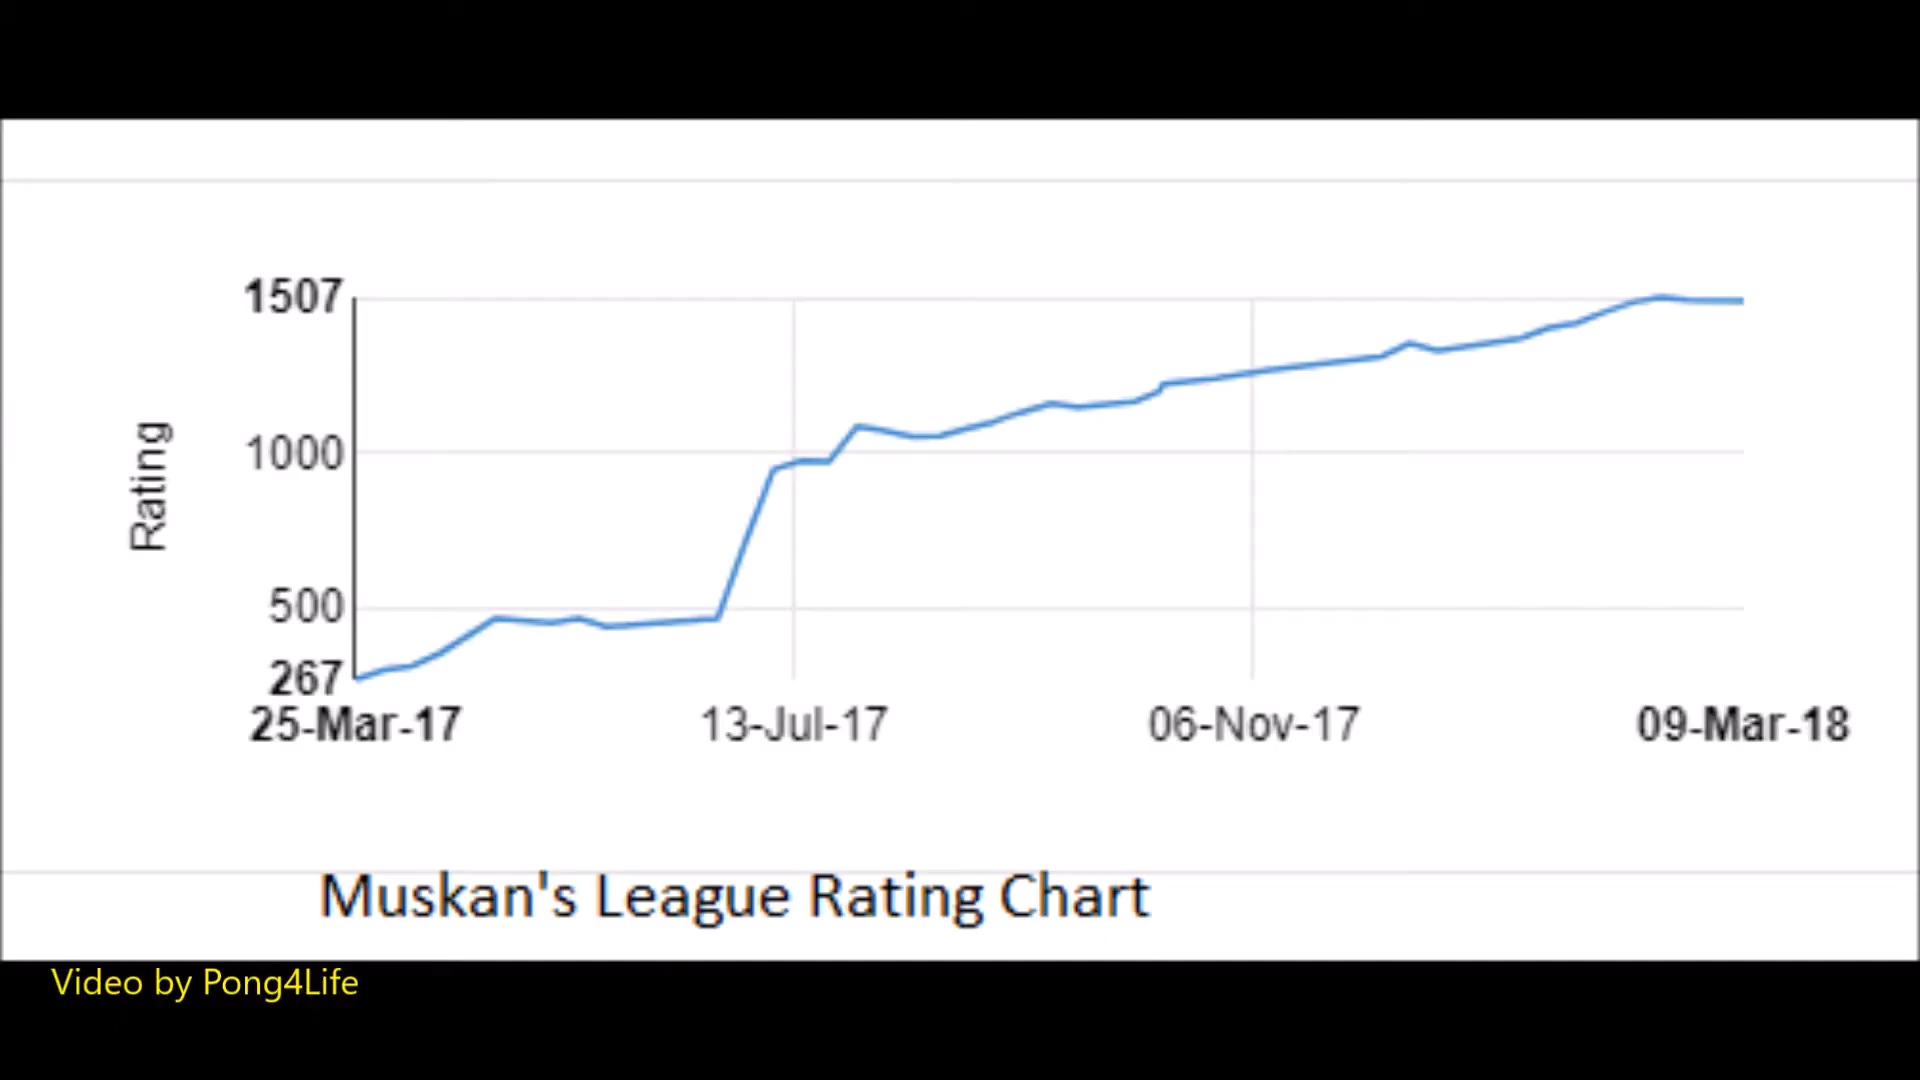 1507
1000
500
267
Rating
25-Mar-17 13-Jul-17 06-Nov-17 09-Mar-18
Muskan's League Rating Chart
Video by Pong4Life